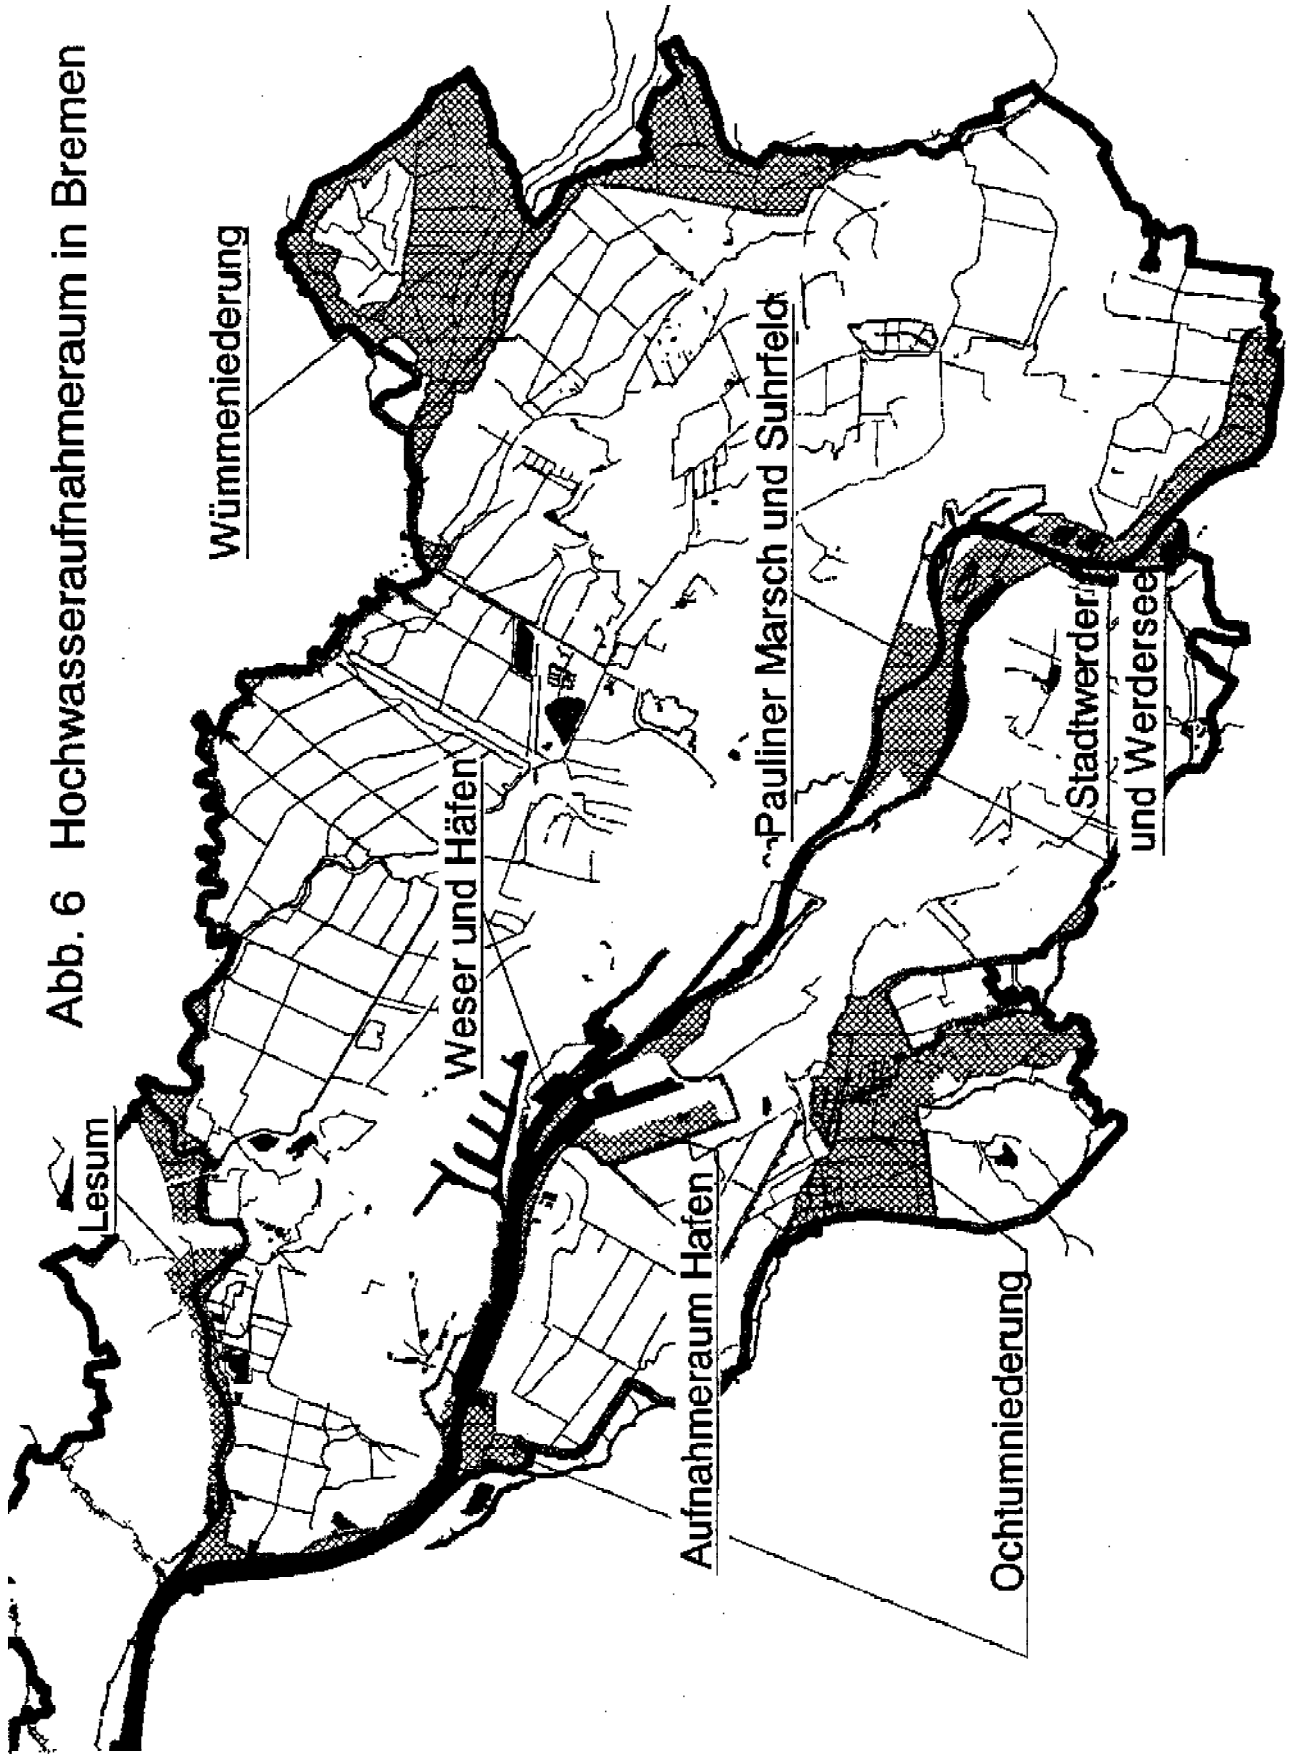 Abb. 6 Hochwasseraufnahmeraum in Bremen
Lesum
Wümmeniederung
Weser und Häfen
Aufnahmeraum Hafen
Pauliner Marsch und Suhrfeld
Ochtumniederung
Stadtwerder
und Werdersee